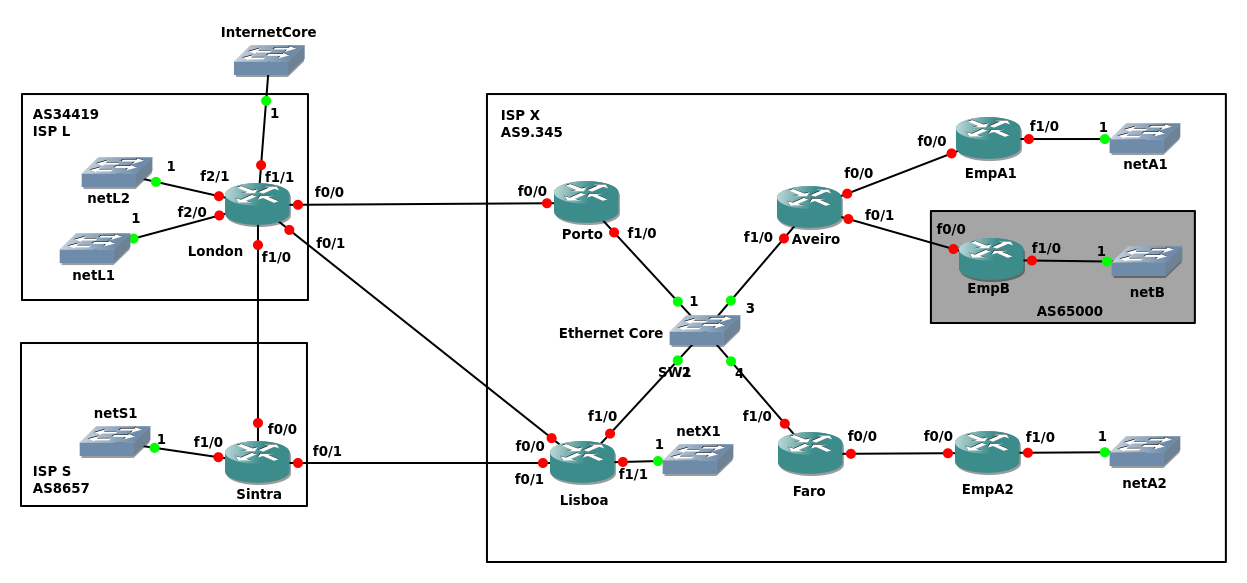 InternetCore
1
AS34419
ISP L
netL2
1
f2/1
f1/1
f0/0
1
f2/0
netL1
London
f1/0
f0/1
ISP X
AS9.345
f0/0
Porto
f1/0
f0/0
f0/1
f1/0
Aveiro
f0/0
EmpA1
f1/0
1
netA1
f0/0
EmpB
f1/0
1
netB
AS65000
1
3
Ethernet Core
SW1
4
netS1
1
f1/0
f0/0
f0/1
ISP S
AS8657
Sintra
f1/0
f0/0
f0/1
Lisboa
netX1
1
f1/1
f1/0
f0/0
Faro
f0/0
EmpA2
f1/0
1
netA2